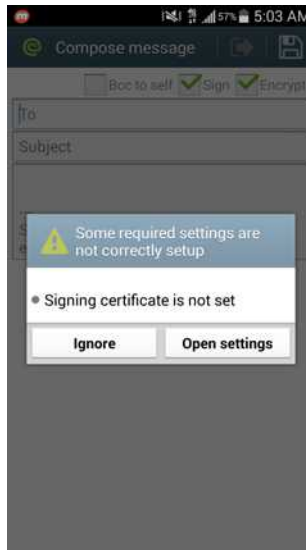 57% 5:03 AM
Compose message
Bcc to self Sign Encrypt
To
Subject
Some required settings are
not correctly setup
Signing certificate is not set
Ignore Open settings